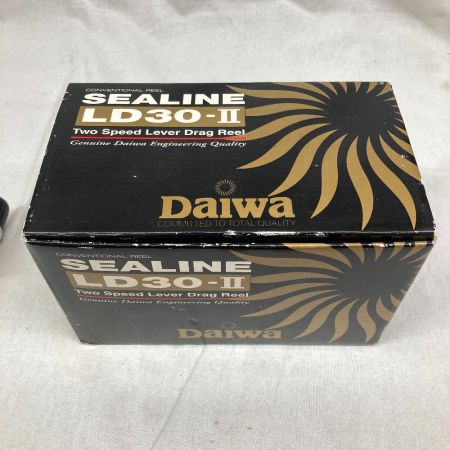 CONVENTIONAL REEL
SEALINE
LD30-II
Two Speed Lever Drag Reel
Genuine Daiwa Engineering Quality
Daiwa
COMMITTED TO TOTAL QUALITY
CONVENTIONAL REEL
SEALINE
LD30-II
Two Speed Lever Drag Reel
Genuine Daiwa Engineering Quality
Daiwa